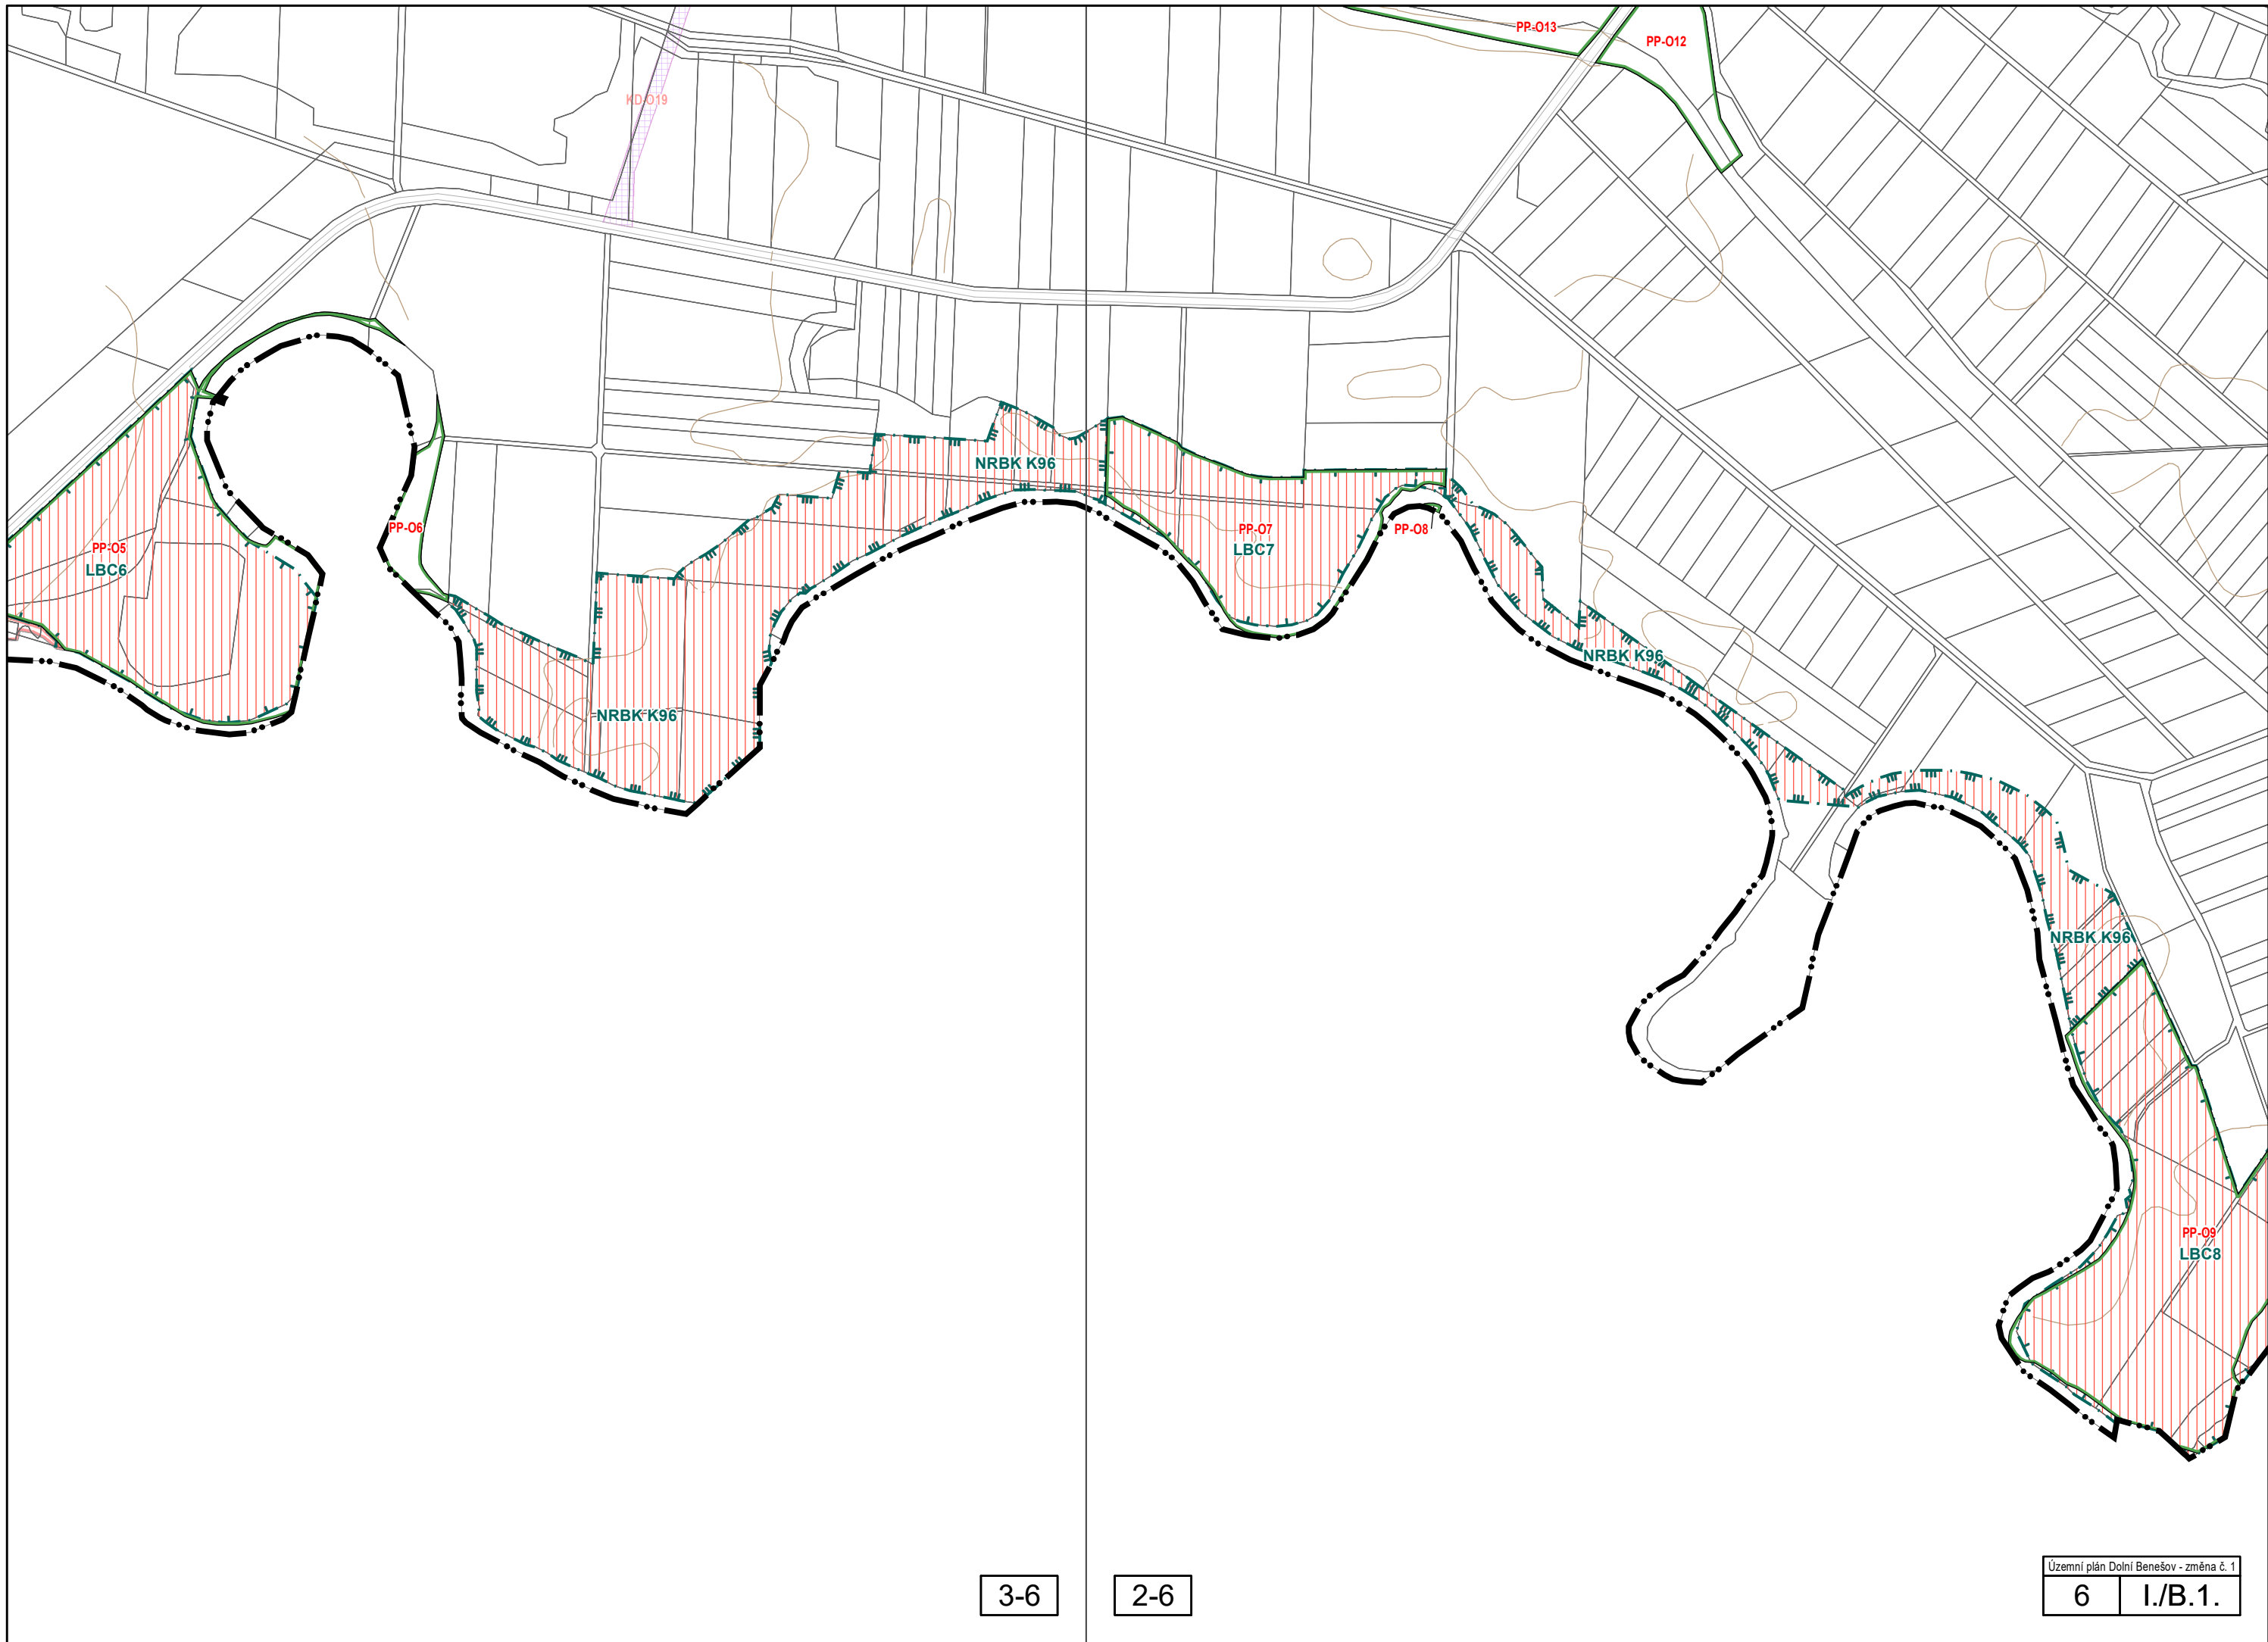 PP-O13
PP-O12
KD-O19
NRBK K96
PP-O6
PP-O7
LBC7
PP-O8
PP-O5
LBC6
NRBK K96
NRBK K96
NRBK K96
PP-O9
LBC8
3-6
2-6
Územní plán Dolní Benešov - změna č. 1
6
I./B.1.